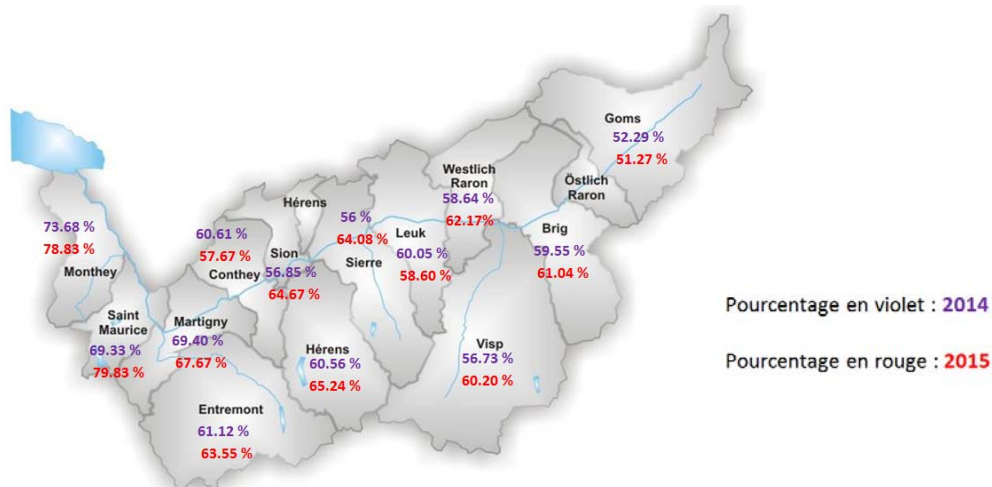 Goms
52.29 %
51.27 %
Westlich
Raron
58.64 %
62.17%
Östlich
Raron
Brig
59.55 %
61.04 %
Hérens
56 %
64.08 %
Sierre
Leuk
60.05 %
58.60 %
60.61 %
57.67 %
Conthey
Sion
56.85 %
64.67 %
73.68 %
78.83 %
Monthey
Saint
Maurice
69.33 %
79.83 %
Martigny
69.40 %
67.67 %
Hérens
60.56 %
65.24 %
Visp
56.73 %
60.20 %
Entremont
61.12 %
63.55 %
Pourcentage en violet : 2014
Pourcentage en rouge : 2015